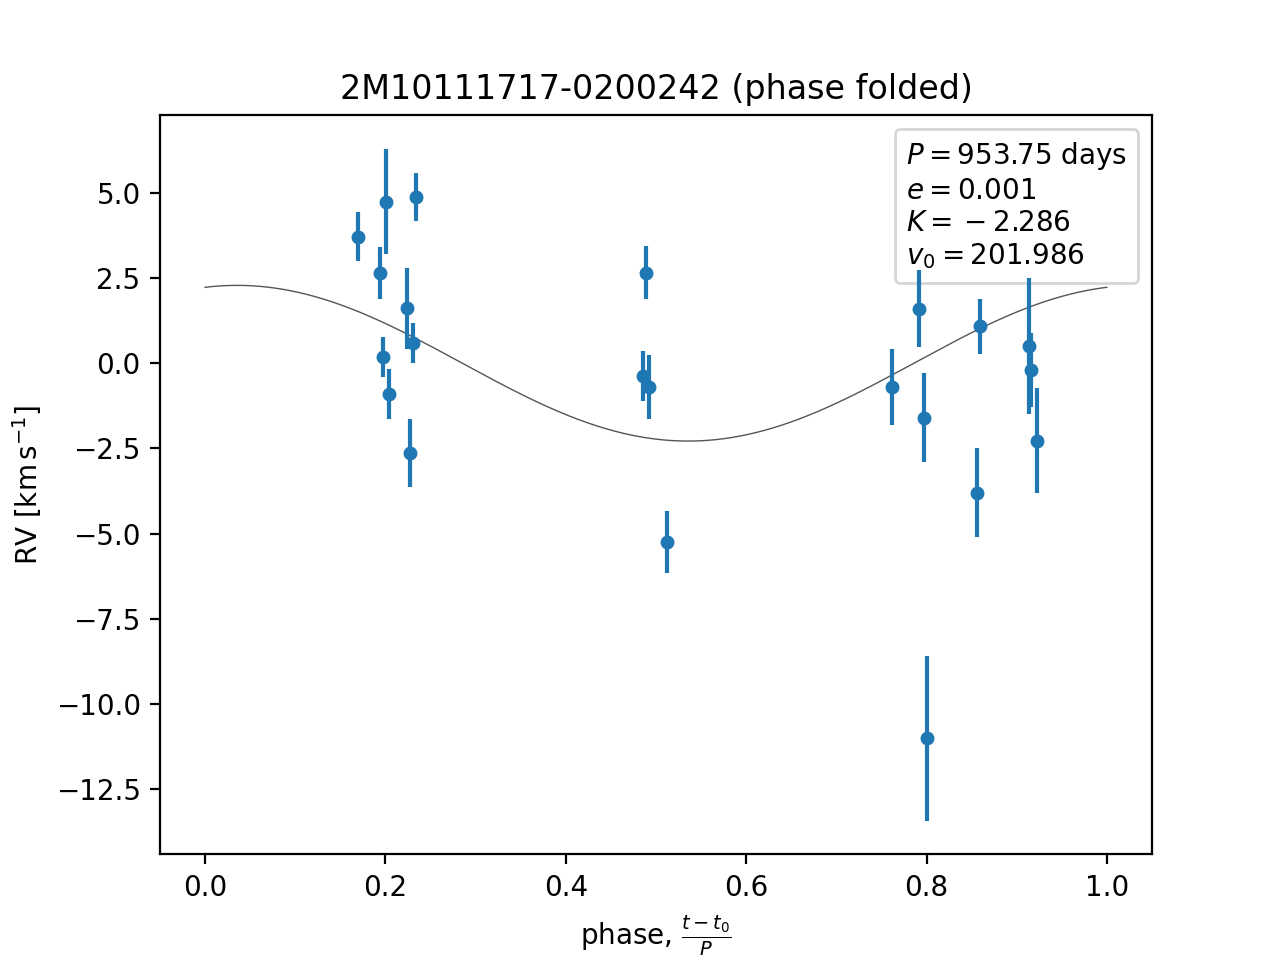 2M10111717-0200242 (phase folded)
P = 953.75 days
e = 0.001
K = −2.286
v₀ = 201.986
5.0
2.5
0.0
−2.5
−5.0
−7.5
−10.0
−12.5
RV [km s⁻¹]
0.0 0.2 0.4 0.6 0.8 1.0
phase, (t − t₀)/P